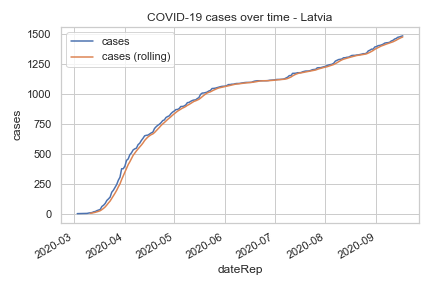 COVID-19 cases over time - Latvia
cases
cases (rolling)
1500
1250
1000
750
500
250
0
cases
2020-03
2020-04
2020-05
2020-06
2020-07
2020-08
2020-09
dateRep